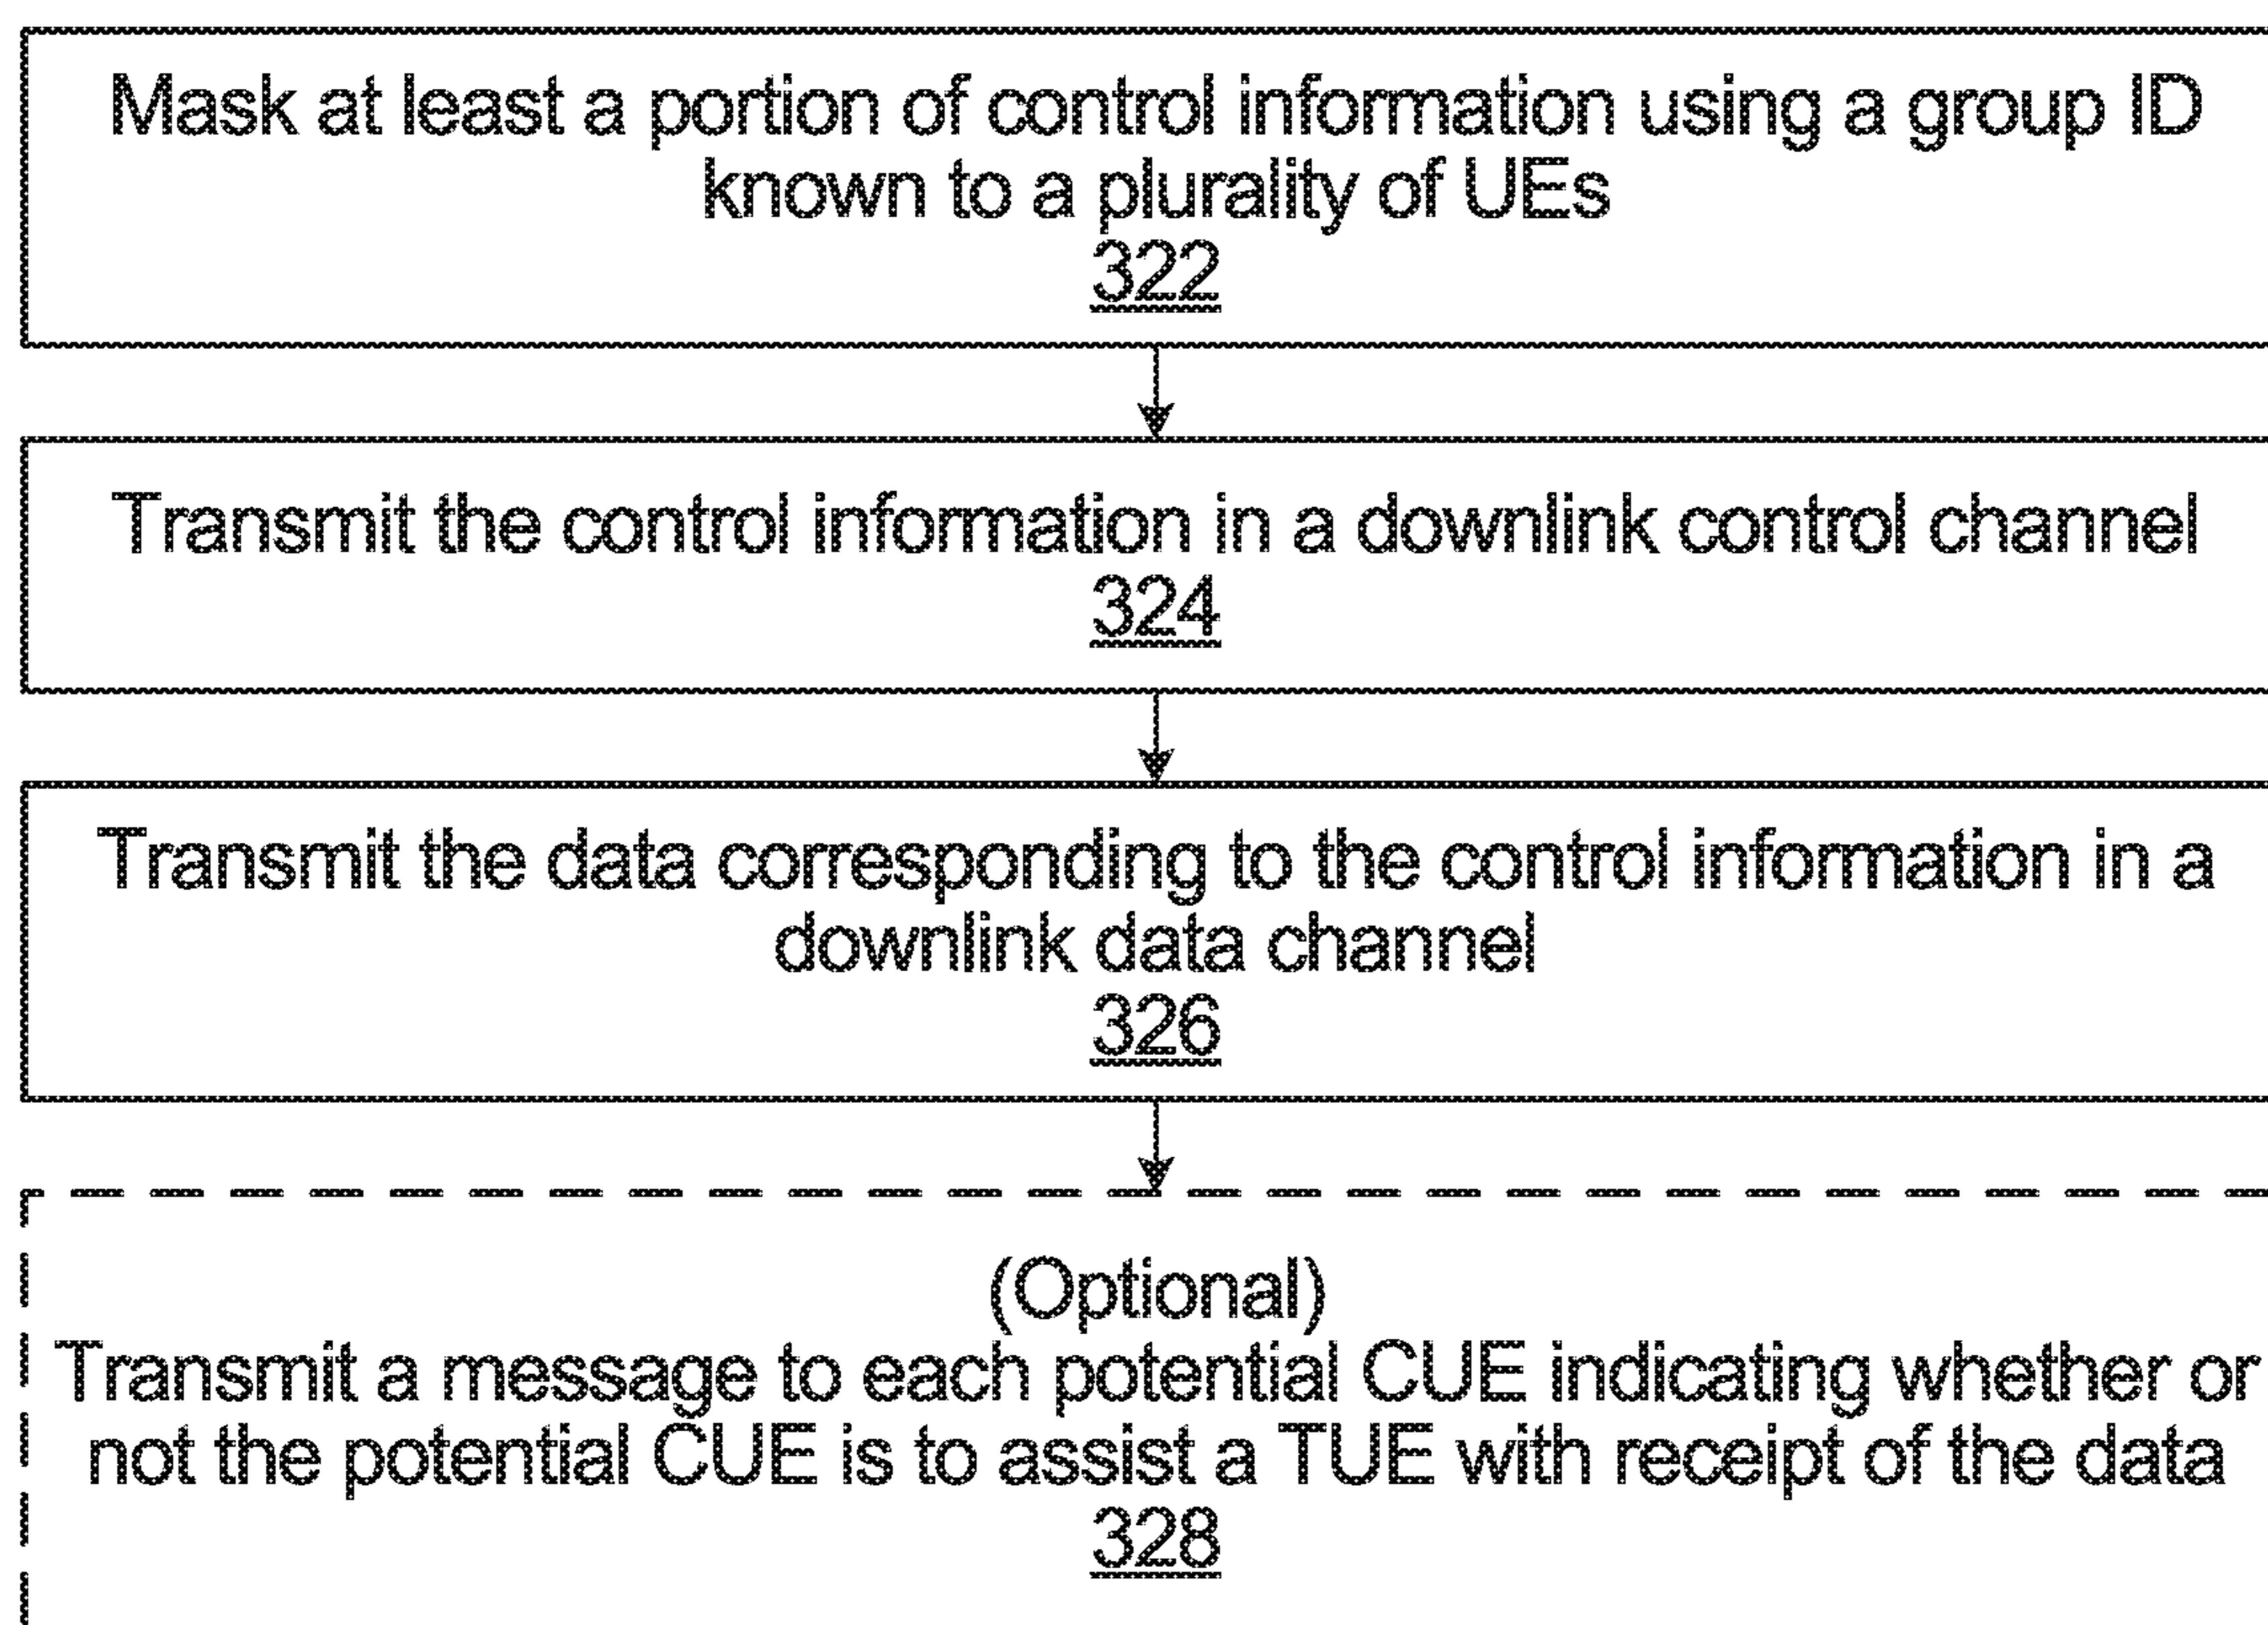 Mask at least a portion of control information using a group ID
known to a plurality of UEs
322
Transmit the control information in a downlink control channel
324
Transmit the data corresponding to the control information in a
downlink data channel
326
(Optional)
Transmit a message to each potential CUE indicating whether or
not the potential CUE is to assist a TUE with receipt of the data
328